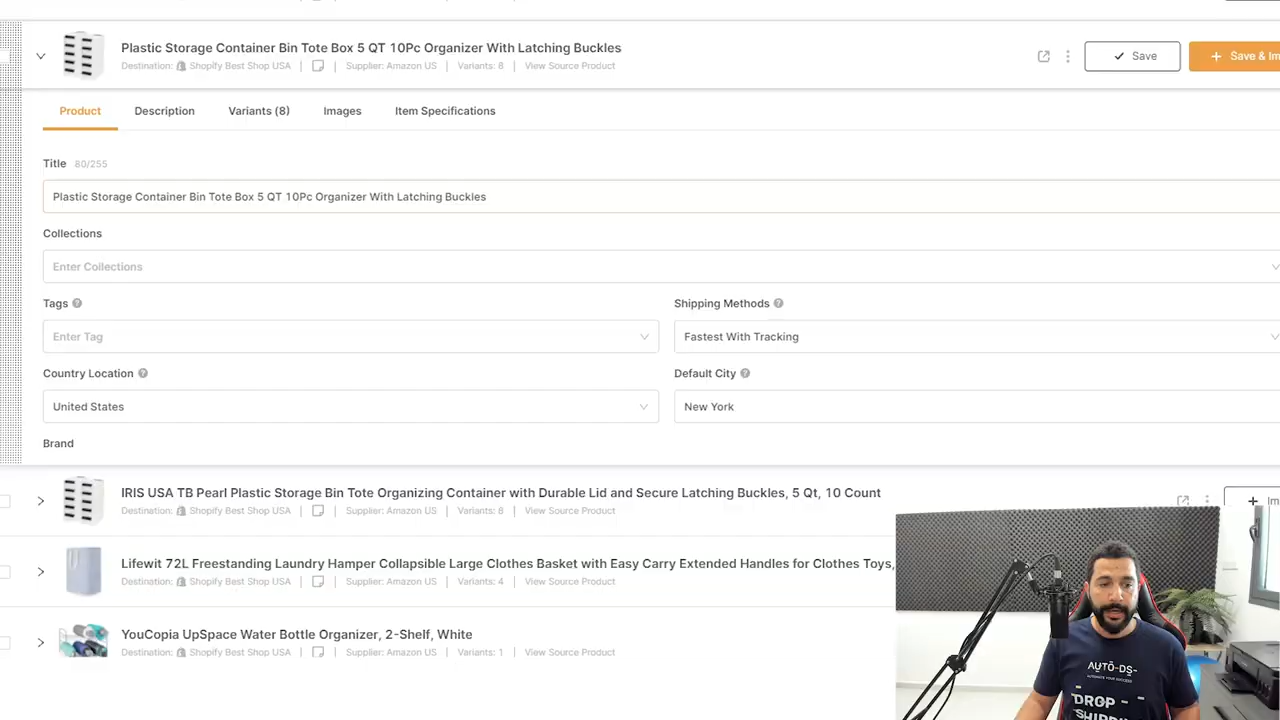 Plastic Storage Container Bin Tote Box 5 QT 10Pc Organizer With Latching Buckles
Destination: Shopify Best Shop USA | | Supplier: Amazon US | Variants: 8 | View Source Product
Save
+ Save & Im
Product Description Variants (8) Images Item Specifications
Title 80/255
Plastic Storage Container Bin Tote Box 5 QT 10Pc Organizer With Latching Buckles
Collections
Enter Collections
Tags ?
Shipping Methods ?
Enter Tag
Fastest With Tracking
Country Location ?
Default City ?
United States
New York
Brand
IRIS USA TB Pearl Plastic Storage Bin Tote Organizing Container with Durable Lid and Secure Latching Buckles, 5 Qt, 10 Count
Destination: Shopify Best Shop USA | | Supplier: Amazon US | Variants: 8 | View Source Product
+ Im
Lifewit 72L Freestanding Laundry Hamper Collapsible Large Clothes Basket with Easy Carry Extended Handles for Clothes Toys,
Destination: Shopify Best Shop USA | | Supplier: Amazon US | Variants: 4 | View Source Product
YouCopia UpSpace Water Bottle Organizer, 2-Shelf, White
Destination: Shopify Best Shop USA | | Supplier: Amazon US | Variants: 1 | View Source Product
AUTO-DS-
AUTOMATE YOUR SUCCESS
DROP
SHIPPING